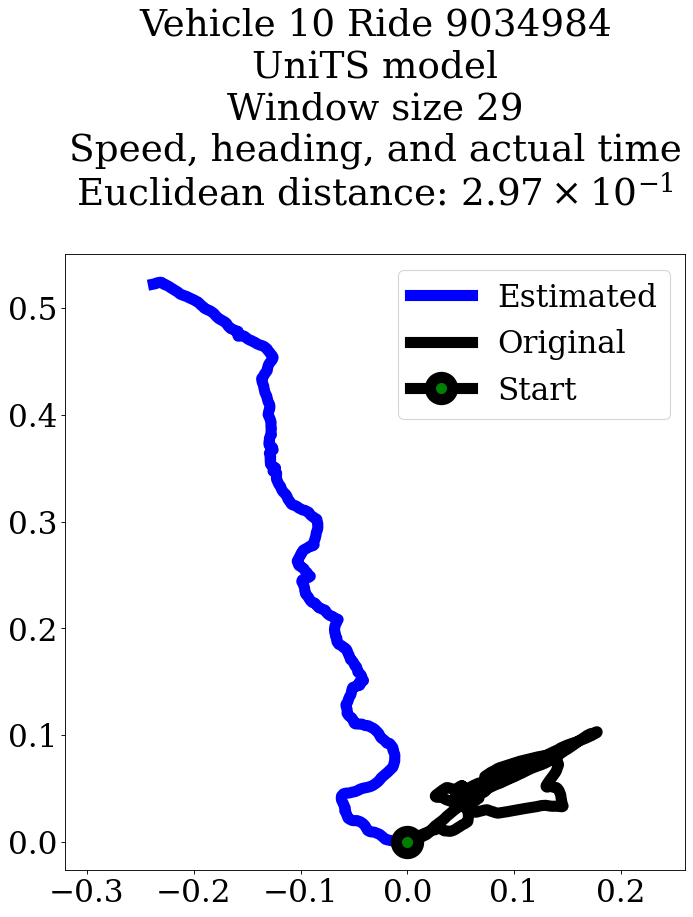 Vehicle 10 Ride 9034984
UniTS model
Window size 29
Speed, heading, and actual time
Euclidean distance: 2.97 × 10⁻¹
Estimated
Original
Start
0.5
0.4
0.3
0.2
0.1
0.0
−0.3 −0.2 −0.1 0.0 0.1 0.2